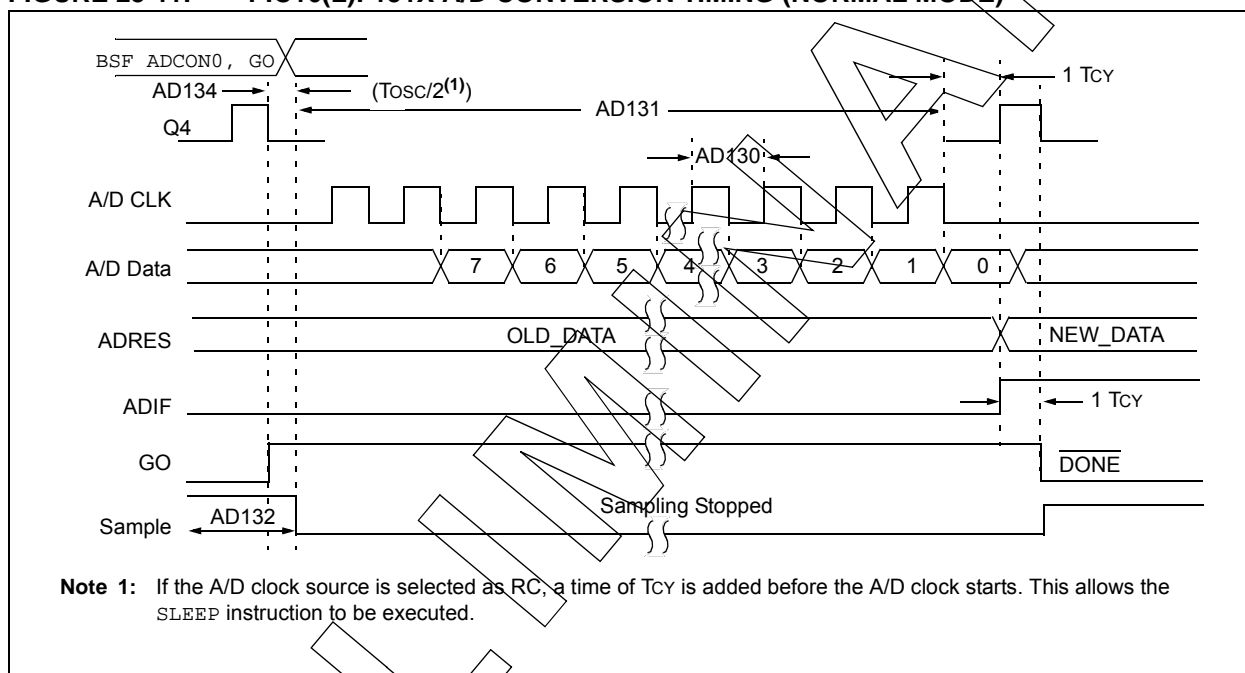 BSF ADCON0, GO
AD134
(TOSC/2(1))
AD131
1 TCY
Q4
AD130
A/D CLK
A/D Data
7 6 5 4 3 2 1 0
ADRES
OLD_DATA
NEW_DATA
ADIF
1 TCY
GO
DONE
Sample
AD132
Sampling Stopped
Note 1: If the A/D clock source is selected as RC, a time of TCY is added before the A/D clock starts. This allows the
SLEEP instruction to be executed.